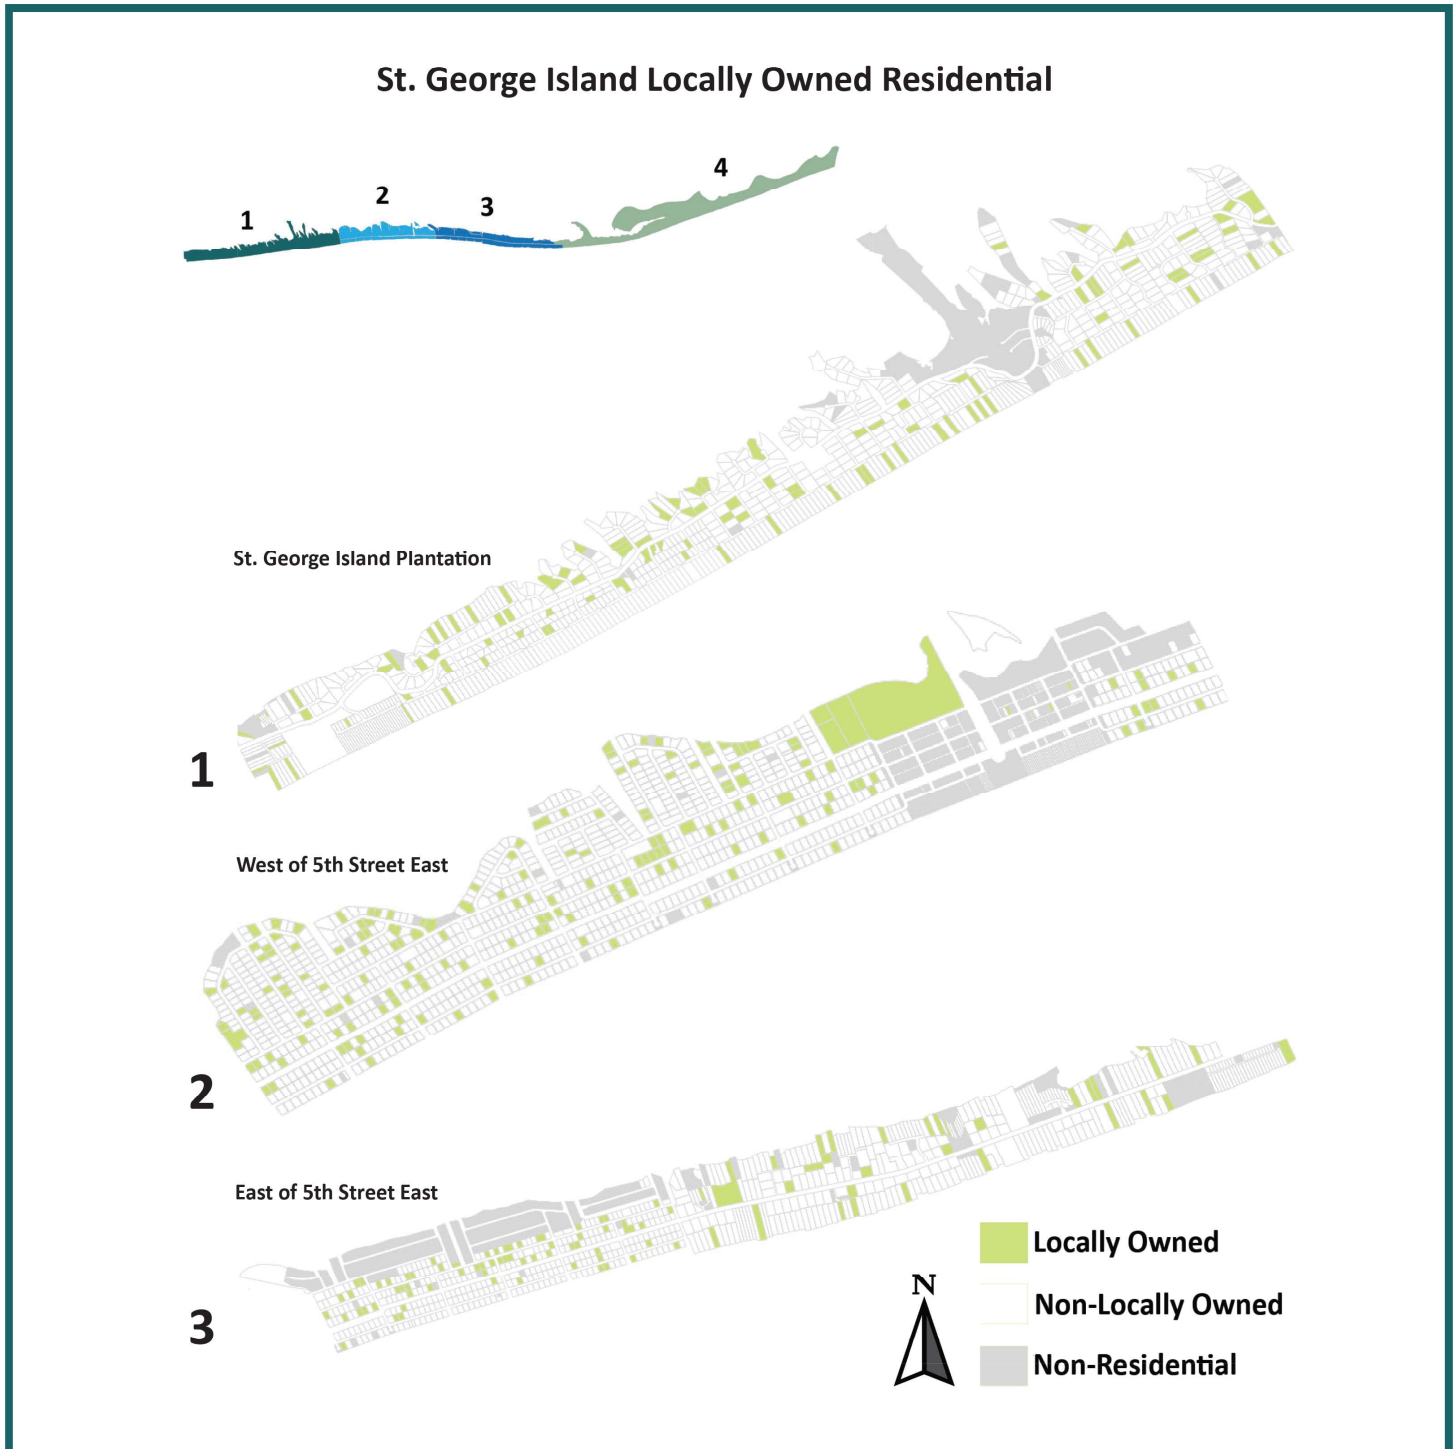 St. George Island Locally Owned Residential
1
2
3
4
St. George Island Plantation
1
West of 5th Street East
2
East of 5th Street East
3
N
Locally Owned
Non-Locally Owned
Non-Residential